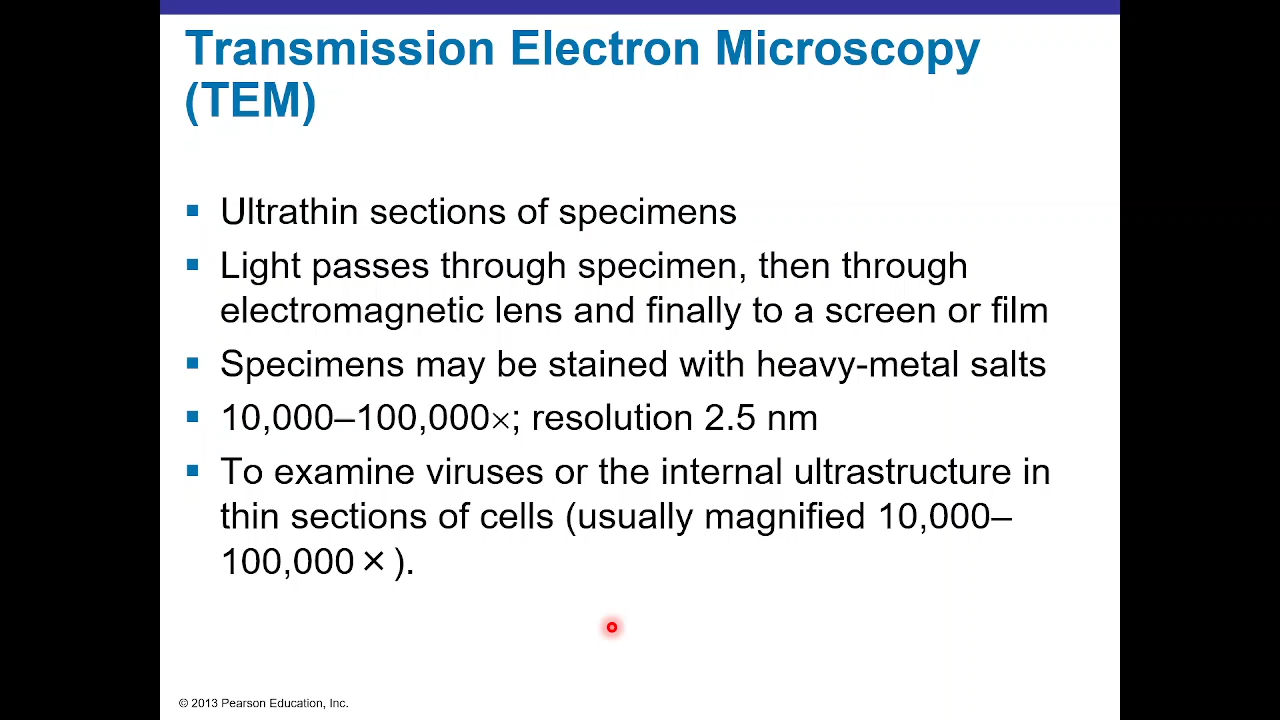 Transmission Electron Microscopy
(TEM)
▪ Ultrathin sections of specimens
▪ Light passes through specimen, then through
electromagnetic lens and finally to a screen or film
▪ Specimens may be stained with heavy-metal salts
▪ 10,000–100,000×; resolution 2.5 nm
▪ To examine viruses or the internal ultrastructure in
thin sections of cells (usually magnified 10,000–
100,000 × ).
© 2013 Pearson Education, Inc.